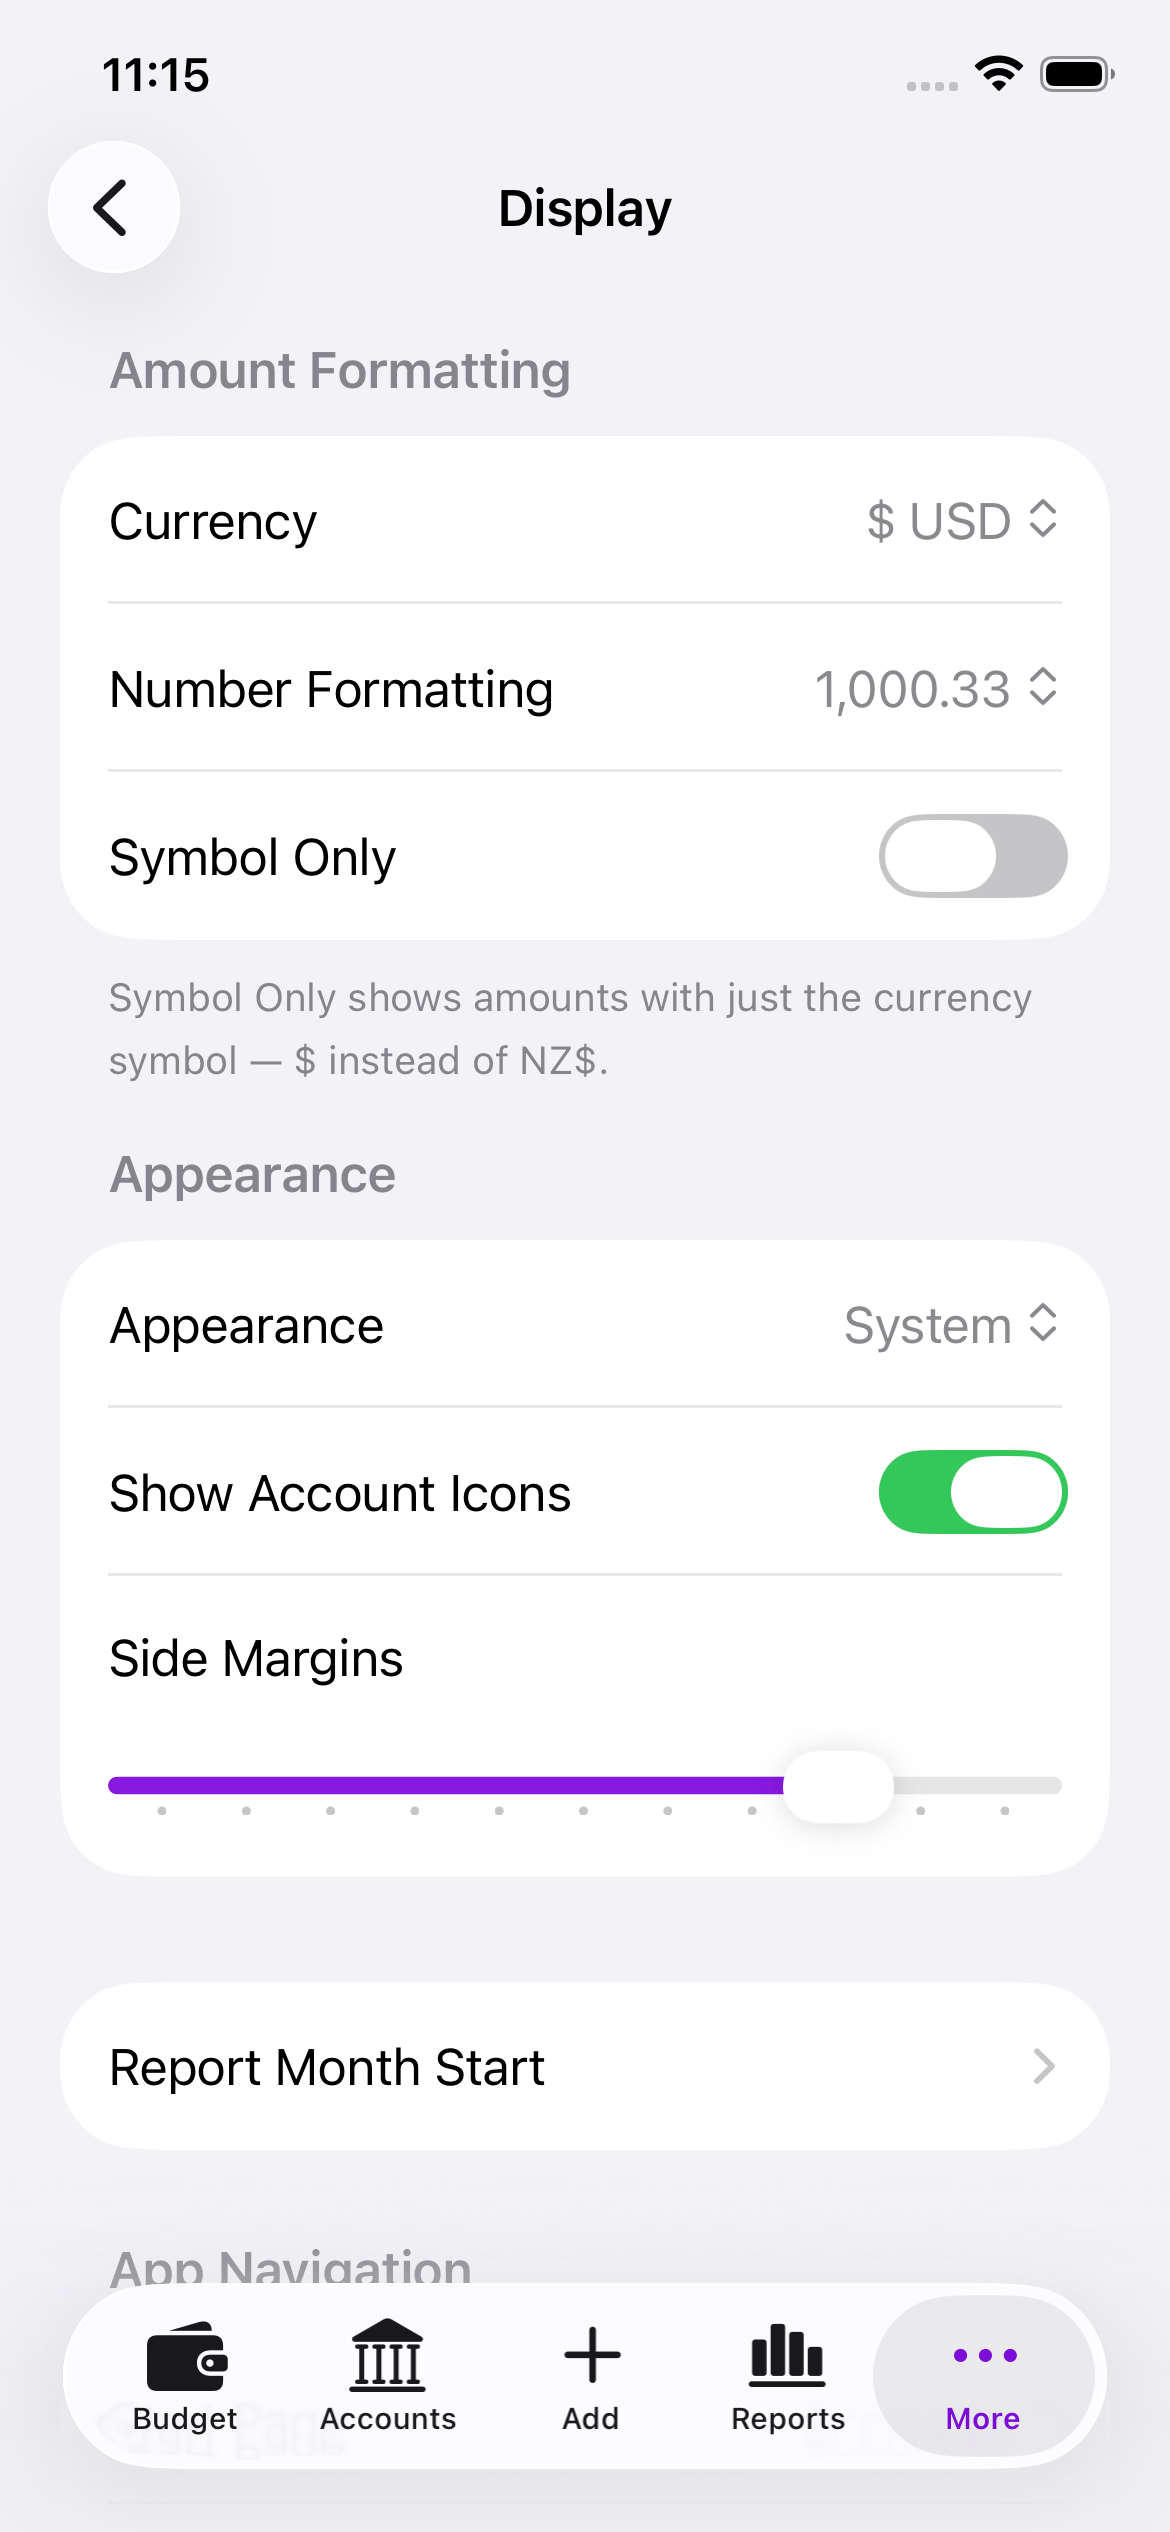 11:15
Display
Amount Formatting
Currency
$ USD
Number Formatting
1,000.33
Symbol Only
Symbol Only shows amounts with just the currency
symbol — $ instead of NZ$.
Appearance
Appearance
System
Show Account Icons
Side Margins
Report Month Start
App Navigation
Budget
Accounts
Add
Reports
More